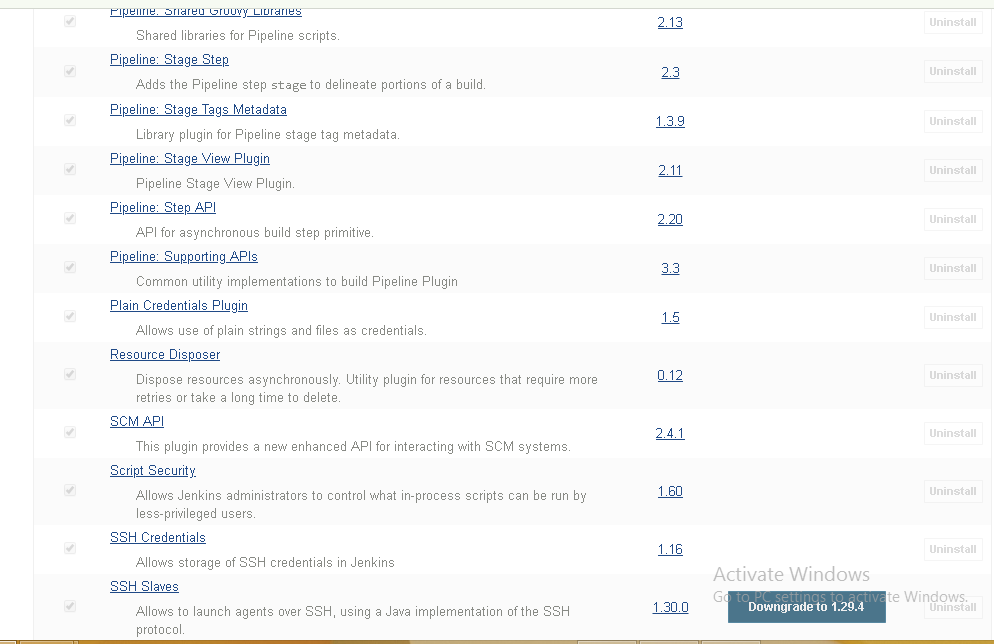 Pipeline: Shared Groovy Libraries
2.13
Uninstall
Shared libraries for Pipeline scripts.
Pipeline: Stage Step
2.3
Uninstall
Adds the Pipeline step stage to delineate portions of a build.
Pipeline: Stage Tags Metadata
1.3.9
Uninstall
Library plugin for Pipeline stage tag metadata.
Pipeline: Stage View Plugin
2.11
Uninstall
Pipeline Stage View Plugin.
Pipeline: Step API
2.20
Uninstall
API for asynchronous build step primitive.
Pipeline: Supporting APIs
3.3
Uninstall
Common utility implementations to build Pipeline Plugin
Plain Credentials Plugin
1.5
Uninstall
Allows use of plain strings and files as credentials.
Resource Disposer
0.12
Uninstall
Dispose resources asynchronously. Utility plugin for resources that require more
retries or take a long time to delete.
SCM API
2.4.1
Uninstall
This plugin provides a new enhanced API for interacting with SCM systems.
Script Security
1.60
Uninstall
Allows Jenkins administrators to control what in-process scripts can be run by
less-privileged users.
SSH Credentials
1.16
Uninstall
Allows storage of SSH credentials in Jenkins
SSH Slaves
1.30.0
Downgrade to 1.29.4
Uninstall
Allows to launch agents over SSH, using a Java implementation of the SSH
protocol.
Activate Windows
Go to PC settings to activate Windows.